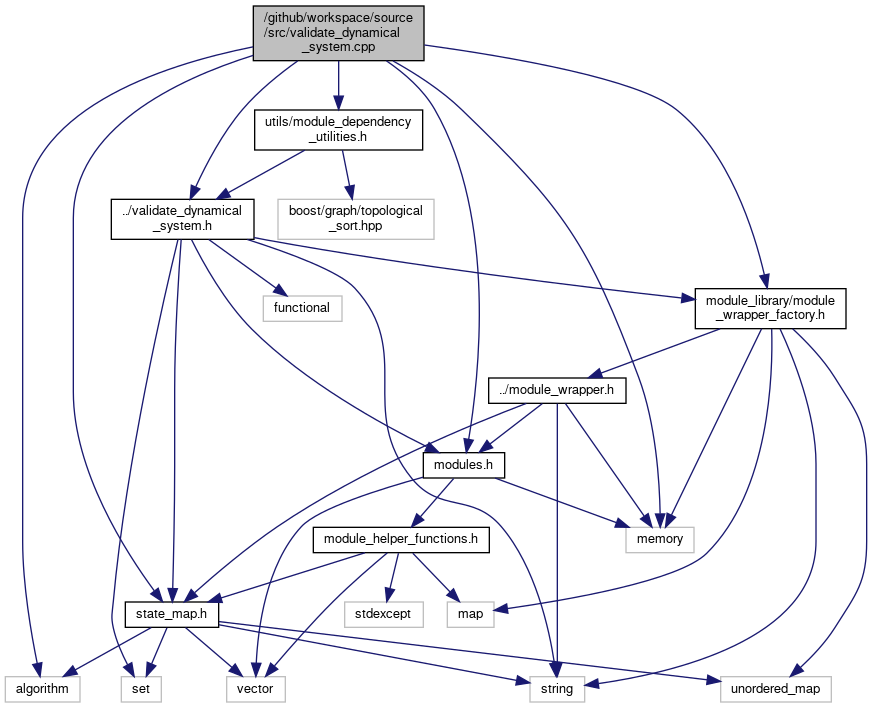 /github/workspace/source
/src/validate_dynamical
_system.cpp
utils/module_dependency
_utilities.h
../validate_dynamical
_system.h
boost/graph/topological
_sort.hpp
functional
module_library/module
_wrapper_factory.h
../module_wrapper.h
modules.h
module_helper_functions.h
memory
state_map.h
stdexcept
map
algorithm
set
vector
string
unordered_map